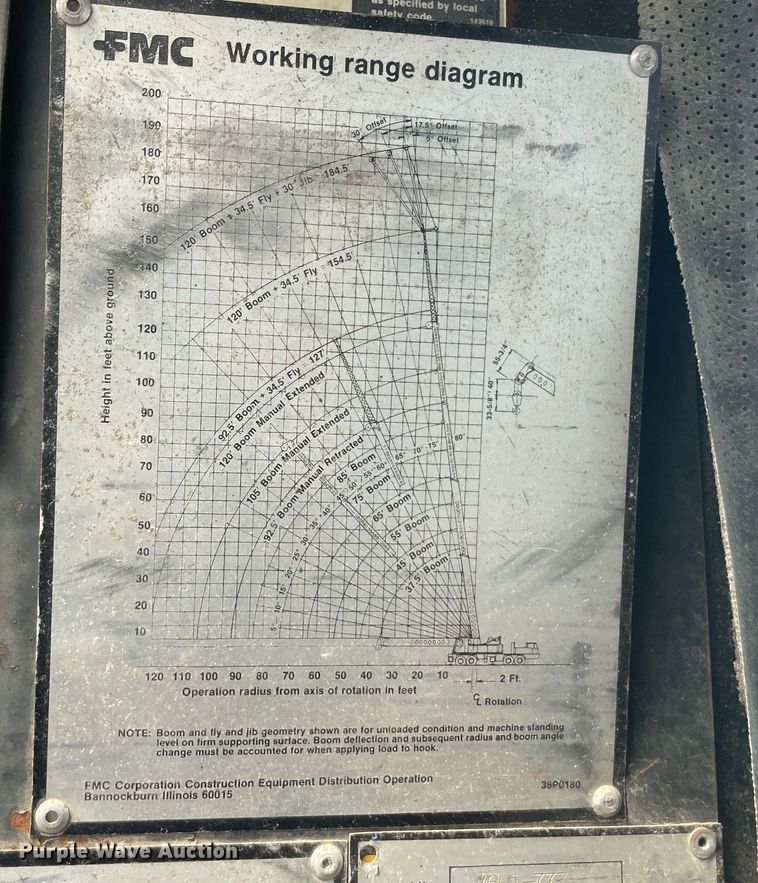 as specified by local
safety code.
143616
FMC Working range diagram
200
190
180
170
160
150
140
130
120
110
100
90
80
70
60
50
40
30
20
10
Height in feet above ground
30° Offset
17.5° Offset
5° Offset
120' Boom + 34.5' Fly + 30' Jib = 184.5'
120' Boom + 34.5' Fly = 154.5'
92.5' Boom + 34.5' Fly = 127'
120' Boom Manual Extended
105' Boom Manual Extended
92.5' Boom Manual Retracted
85' Boom
75' Boom
65' Boom
55' Boom
45' Boom
37.5' Boom
5° 10° 15° 20° 25° 30° 35° 40° 45° 50° 55° 60° 65° 70° 75° 80°
55-3/4"
33-5/8" 40"
120 110 100 90 80 70 60 50 40 30 20 10 2 Ft.
Operation radius from axis of rotation in feet
CL Rotation
NOTE: Boom and fly and jib geometry shown are for unloaded condition and machine standing
level on firm supporting surface. Boom deflection and subsequent radius and boom angle
change must be accounted for when applying load to hook.
FMC Corporation Construction Equipment Distribution Operation
Bannockburn Illinois 60015
36P0180
Purple Wave Auction